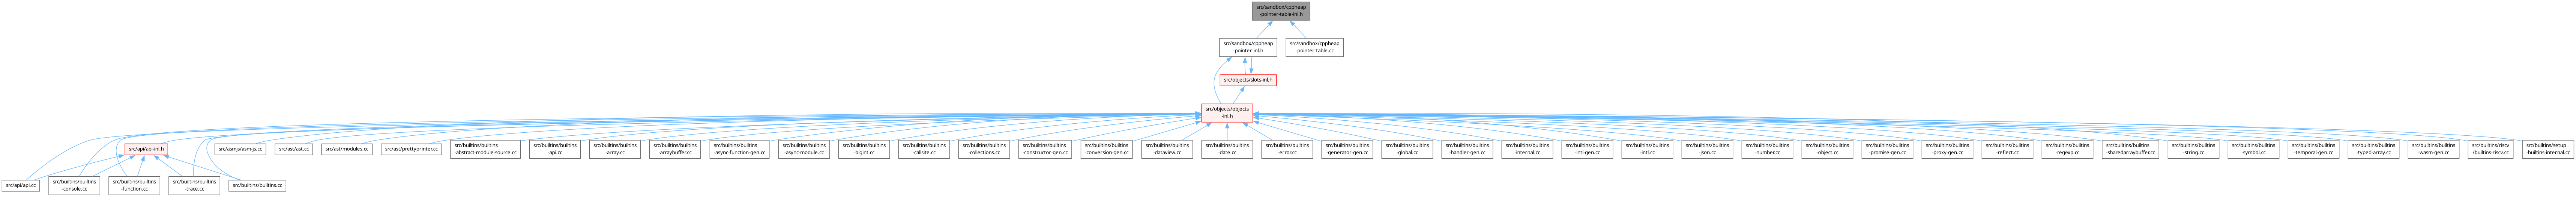 src/sandbox/cppheap
-pointer-table-inl.h
src/sandbox/cppheap
-pointer-inl.h
src/sandbox/cppheap
-pointer-table.cc
src/objects/slots-inl.h
src/objects/objects
-inl.h
src/api/api-inl.h
src/asmjs/asm-js.cc
src/ast/ast.cc
src/ast/modules.cc
src/ast/prettyprinter.cc
src/builtins/builtins
-abstract-module-source.cc
src/builtins/builtins
-api.cc
src/builtins/builtins
-array.cc
src/builtins/builtins
-arraybuffer.cc
src/builtins/builtins
-async-function-gen.cc
src/builtins/builtins
-async-module.cc
src/builtins/builtins
-bigint.cc
src/builtins/builtins
-callsite.cc
src/builtins/builtins
-collections.cc
src/builtins/builtins
-constructor-gen.cc
src/builtins/builtins
-conversion-gen.cc
src/builtins/builtins
-dataview.cc
src/builtins/builtins
-date.cc
src/builtins/builtins
-error.cc
src/builtins/builtins
-generator-gen.cc
src/builtins/builtins
-global.cc
src/builtins/builtins
-handler-gen.cc
src/builtins/builtins
-internal.cc
src/builtins/builtins
-intl-gen.cc
src/builtins/builtins
-intl.cc
src/builtins/builtins
-json.cc
src/builtins/builtins
-number.cc
src/builtins/builtins
-object.cc
src/builtins/builtins
-promise-gen.cc
src/builtins/builtins
-proxy-gen.cc
src/builtins/builtins
-reflect.cc
src/builtins/builtins
-regexp.cc
src/builtins/builtins
-sharedarraybuffer.cc
src/builtins/builtins
-string.cc
src/builtins/builtins
-symbol.cc
src/builtins/builtins
-temporal-gen.cc
src/builtins/builtins
-typed-array.cc
src/builtins/builtins
-wasm-gen.cc
src/builtins/riscv
/builtins-riscv.cc
src/builtins/setup
-builtins-internal.cc
src/api/api.cc
src/builtins/builtins
-console.cc
src/builtins/builtins
-function.cc
src/builtins/builtins
-trace.cc
src/builtins/builtins.cc